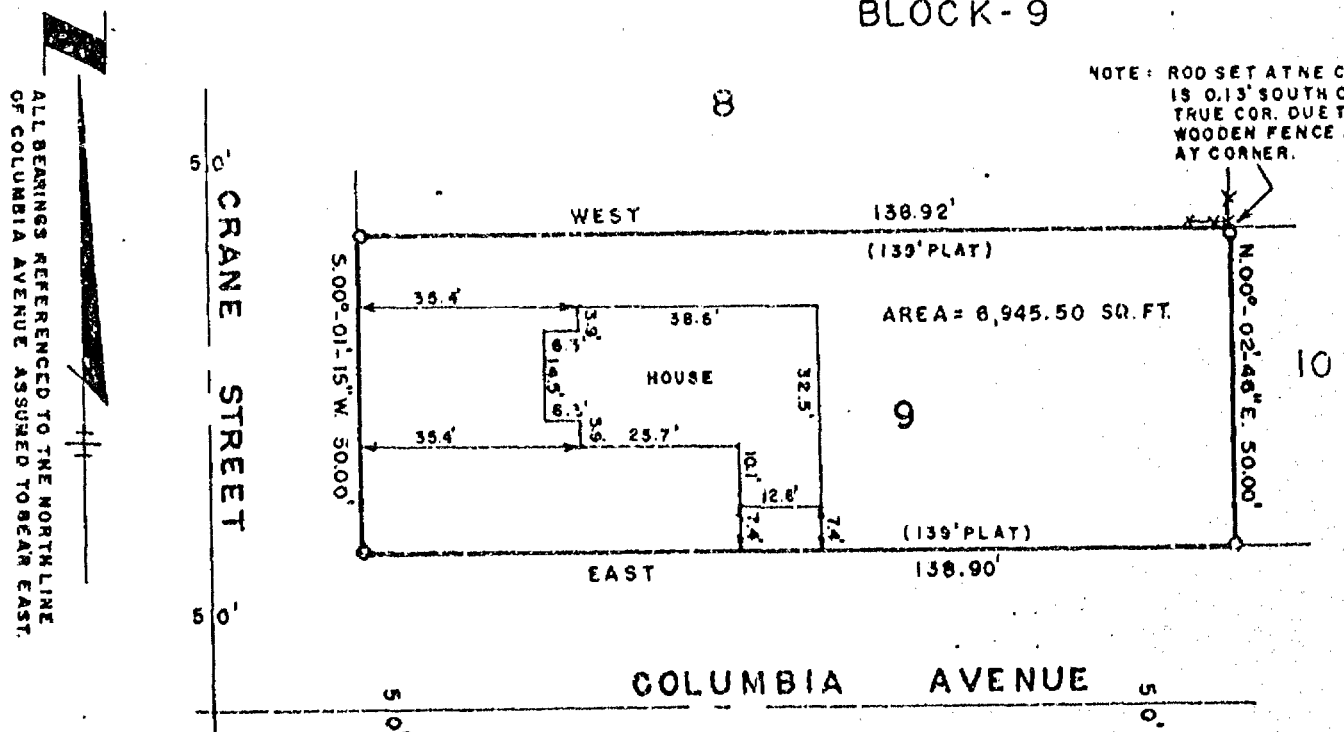 BLOCK-9
NOTE: ROD SET AT NE C
IS 0.13' SOUTH O
TRUE COR. DUE T
WOODEN FENCE
AY CORNER.
8
50'
CRANE STREET
ALL BEARINGS REFERENCED TO THE NORTH LINE
OF COLUMBIA AVENUE ASSUMED TO BEAR EAST.
WEST 138.92'
(139' PLAT)
S.00°-01'-15"W. 50.00'
35.4'
3.9'
38.6'
AREA = 6,945.50 SQ. FT.
N.00°-02'-46"E. 50.00'
10
6.3'
14.5'
HOUSE
32.5'
6.3'
9
35.4'
3.9'
25.7'
10.1'
12.8'
7.4'
7.4'
(139' PLAT)
EAST 138.90'
50'
COLUMBIA AVENUE
50'
50'